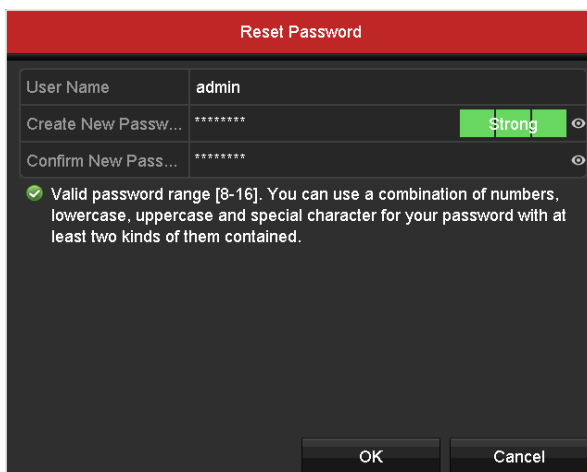 Reset Password
User Name admin
Create New Passw... ******** Strong
Confirm New Pass... ********
Valid password range [8-16]. You can use a combination of numbers,
lowercase, uppercase and special character for your password with at
least two kinds of them contained.
OK Cancel